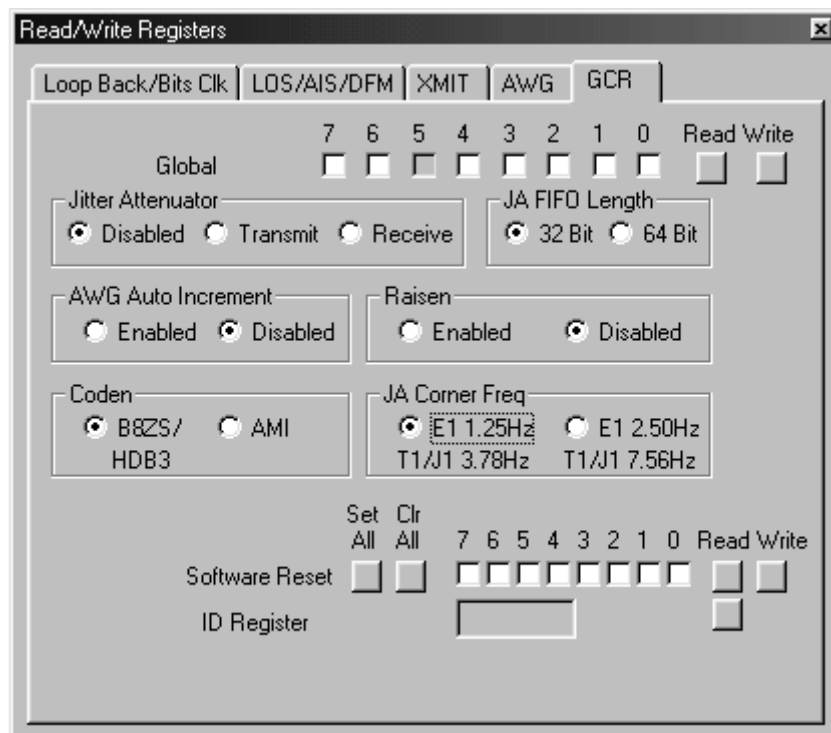 Read/Write Registers
Loop Back/Bits Clk LOS/AIS/DFM XMIT AWG GCR
7 6 5 4 3 2 1 0 Read Write
Global
Jitter Attenuator JA FIFO Length
Disabled Transmit Receive 32 Bit 64 Bit
AWG Auto Increment Raisen
Enabled Disabled Enabled Disabled
Coden JA Corner Freq
B8ZS/ AMI E1 1.25Hz E1 2.50Hz
HDB3 T1/J1 3.78Hz T1/J1 7.56Hz
Set Clr
All All 7 6 5 4 3 2 1 0 Read Write
Software Reset
ID Register